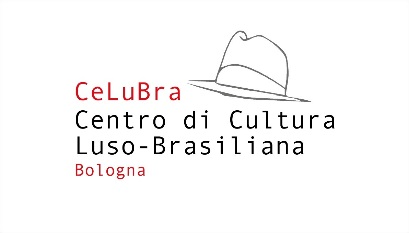 CeLuBra
Centro di Cultura
Luso-Brasiliana
Bologna